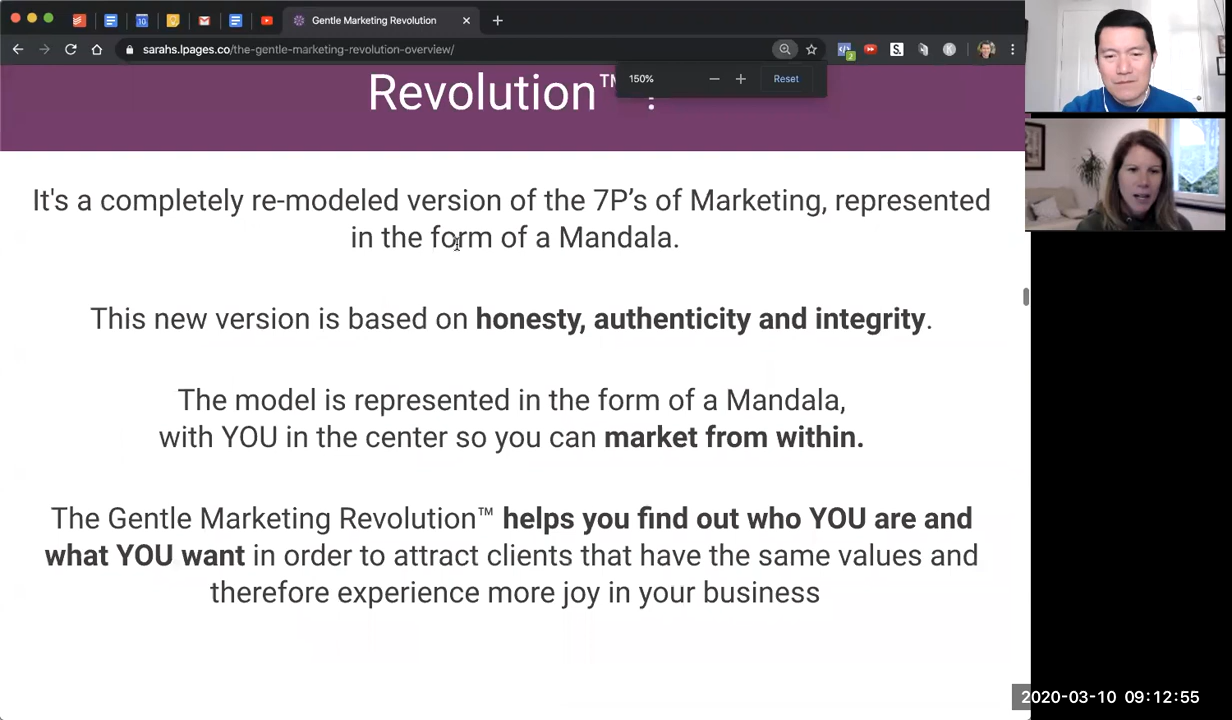 Gentle Marketing Revolution
sarahs.lpages.co/the-gentle-marketing-revolution-overview/
150%
Reset
Revolution™ :
It's a completely re-modeled version of the 7P’s of Marketing, represented
in the form of a Mandala.
This new version is based on honesty, authenticity and integrity.
The model is represented in the form of a Mandala,
with YOU in the center so you can market from within.
The Gentle Marketing Revolution™ helps you find out who YOU are and
what YOU want in order to attract clients that have the same values and
therefore experience more joy in your business
2020-03-10 09:12:55